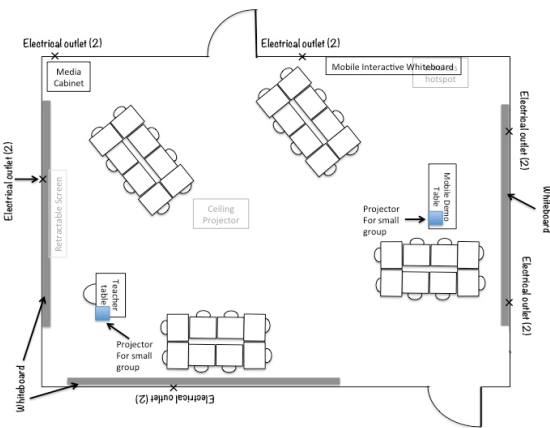 Electrical outlet (2)
Electrical outlet (2)
Media
Cabinet
Mobile Interactive Whiteboard
hotspot
Electrical outlet (2)
Electrical outlet (2)
Retractable Screen
Ceiling
Projector
Projector
For small
group
Mobile Demo
Table
Whiteboard
Electrical outlet (2)
Teacher
table
Projector
For small
group
Whiteboard
Electrical outlet (2)